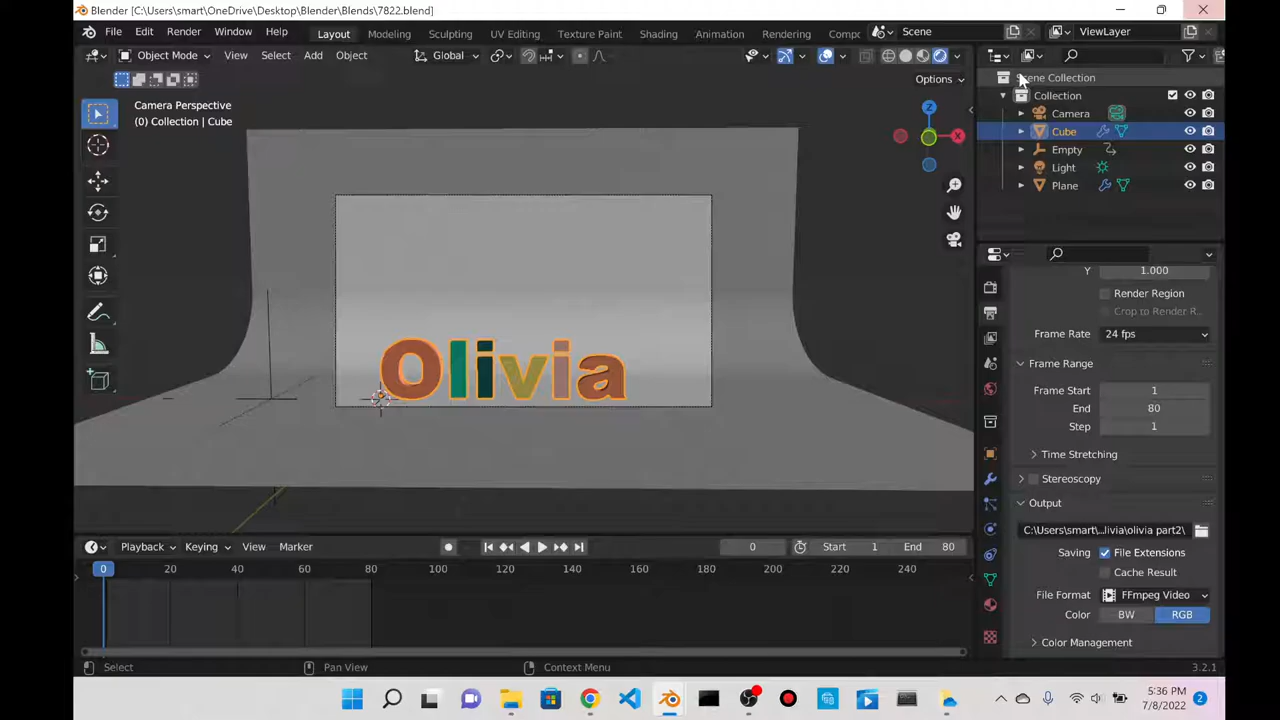 Blender [C:\Users\smart\OneDrive\Desktop\Blender\Blends\7822.blend]
File Edit Render Window Help Layout Modeling Sculpting UV Editing Texture Paint Shading Animation Rendering Compc Scene ViewLayer
Object Mode View Select Add Object Global
Options
Camera Perspective
(0) Collection | Cube
Z
X
Olivia
Scene Collection
Collection
Camera
Cube
Empty
Light
Plane
Y 1.000
Render Region
Crop to Render R...
Frame Rate 24 fps
Frame Range
Frame Start 1
End 80
Step 1
Time Stretching
Stereoscopy
Output
C:\Users\smart\...livia\olivia part2\
Saving File Extensions
Cache Result
File Format FFmpeg Video
Color BW RGB
Color Management
Playback Keying View Marker 0 Start 1 End 80
0 20 40 60 80 100 120 140 160 180 200 220 240
Select Pan View Context Menu 3.2.1
5:36 PM
7/8/2022
2